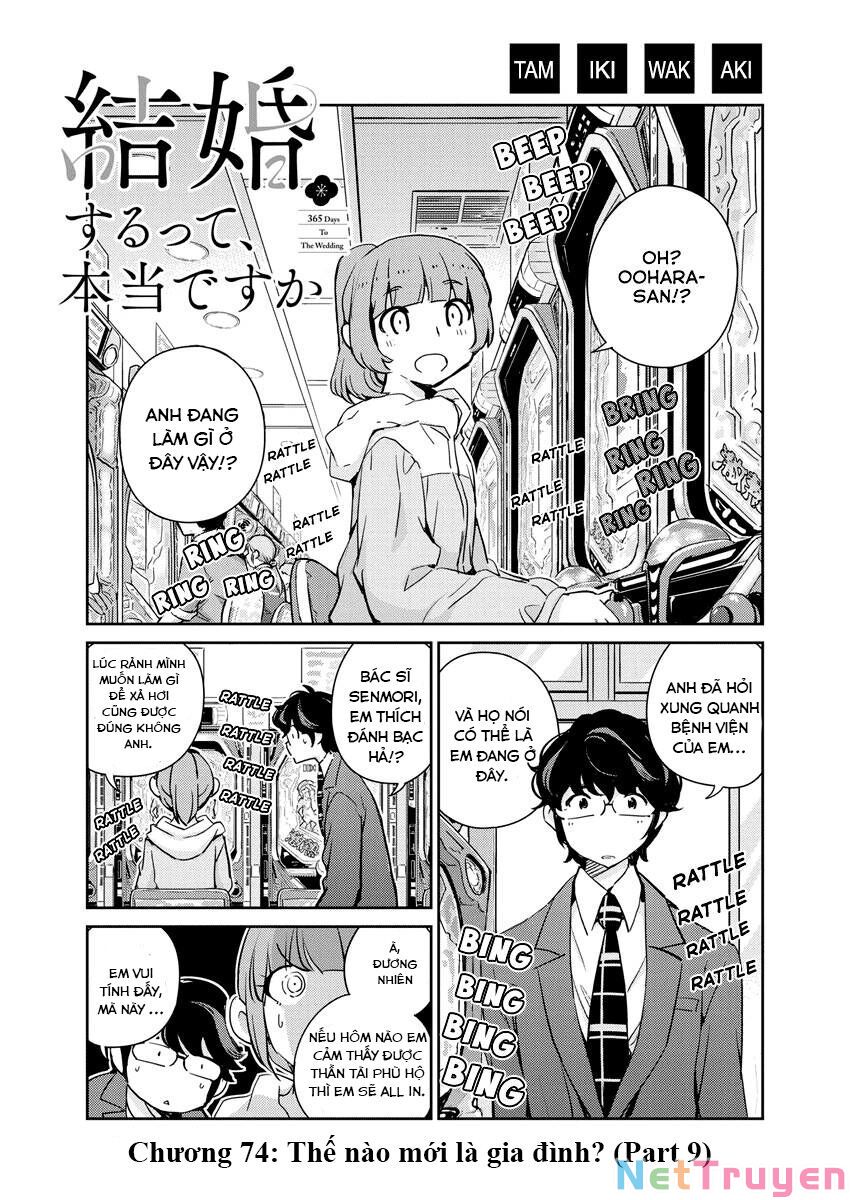 TAM IKI WAK AKI
結婚
するって、
本当ですか
365 Days
To
The Wedding
BEEP
BEEP
BEEP
OH?
OOHARA-
SAN!?
ANH ĐANG
LÀM GÌ Ở
ĐÂY VẬY!?
RATTLE
RATTLE
RATTLE
RATTLE
RATTLE
RATTLE
RATTLE
BRING
RING
RING
RING
RING
RING
RING
ANH ĐÃ HỎI
XUNG QUANH
BỆNH VIỆN
CỦA EM...
VÀ HỌ NÓI
CÓ THỂ LÀ
EM ĐANG Ở
ĐÂY.
RATTLE
RATTLE
RATTLE
RATTLE
BING
BING
BING
BING
BÁC SĨ
SENMORI,
EM THÍCH
ĐÁNH BẠC
HẢ!?
RATTLE
RATTLE
RATTLE
RATTLE
LÚC RẢNH MÌNH
MUỐN LÀM GÌ
ĐỂ XẢ HƠI
CŨNG ĐƯỢC
ĐÚNG KHÔNG
ANH.
RATTLE
RATTLE
À,
ĐƯƠNG
NHIÊN
NẾU HÔM NÀO EM
CẢM THẤY ĐƯỢC
THẦN TÀI PHÙ HỘ
THÌ EM SẼ ALL IN.
EM VUI
TÍNH ĐẤY,
MÀ NÀY ...
Chương 74: Thế nào mới là gia đình? (Part 9)
NetTruyen